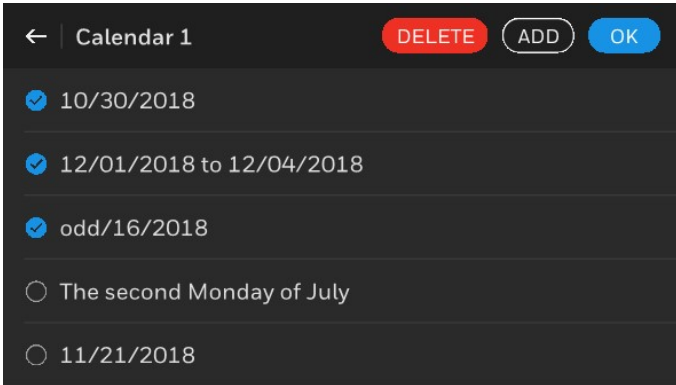 Calendar 1 DELETE ADD OK
10/30/2018
12/01/2018 to 12/04/2018
odd/16/2018
The second Monday of July
11/21/2018